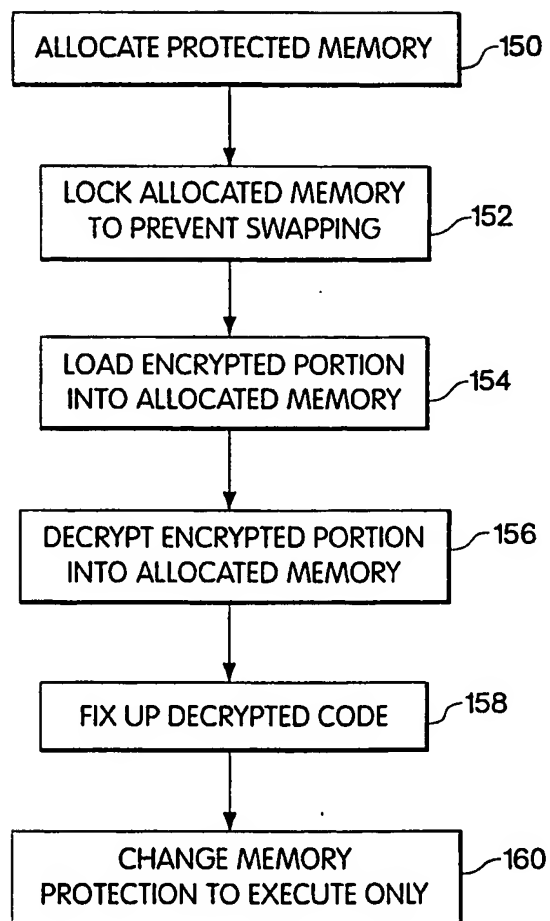 ALLOCATE PROTECTED MEMORY
150
LOCK ALLOCATED MEMORY
TO PREVENT SWAPPING
152
LOAD ENCRYPTED PORTION
INTO ALLOCATED MEMORY
154
DECRYPT ENCRYPTED PORTION
INTO ALLOCATED MEMORY
156
FIX UP DECRYPTED CODE
158
CHANGE MEMORY
PROTECTION TO EXECUTE ONLY
160